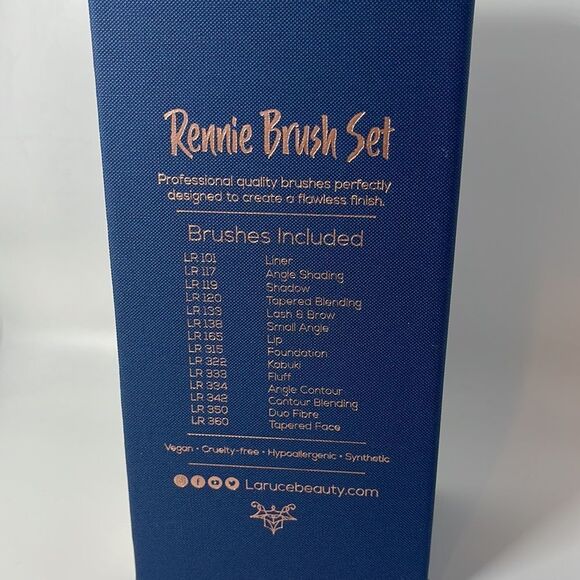 Rennie Brush Set
Professional quality brushes perfectly
designed to create a flawless finish.
Brushes Included
LR 101 Liner
LR 117 Angle Shading
LR 119 Shadow
LR 120 Tapered Blending
LR 133 Lash & Brow
LR 138 Small Angle
LR 165 Lip
LR 315 Foundation
LR 322 Kabuki
LR 333 Fluff
LR 334 Angle Contour
LR 342 Contour Blending
LR 350 Duo Fibre
LR 360 Tapered Face
Vegan • Cruelty-free • Hypoallergenic • Synthetic
Larucebeauty.com